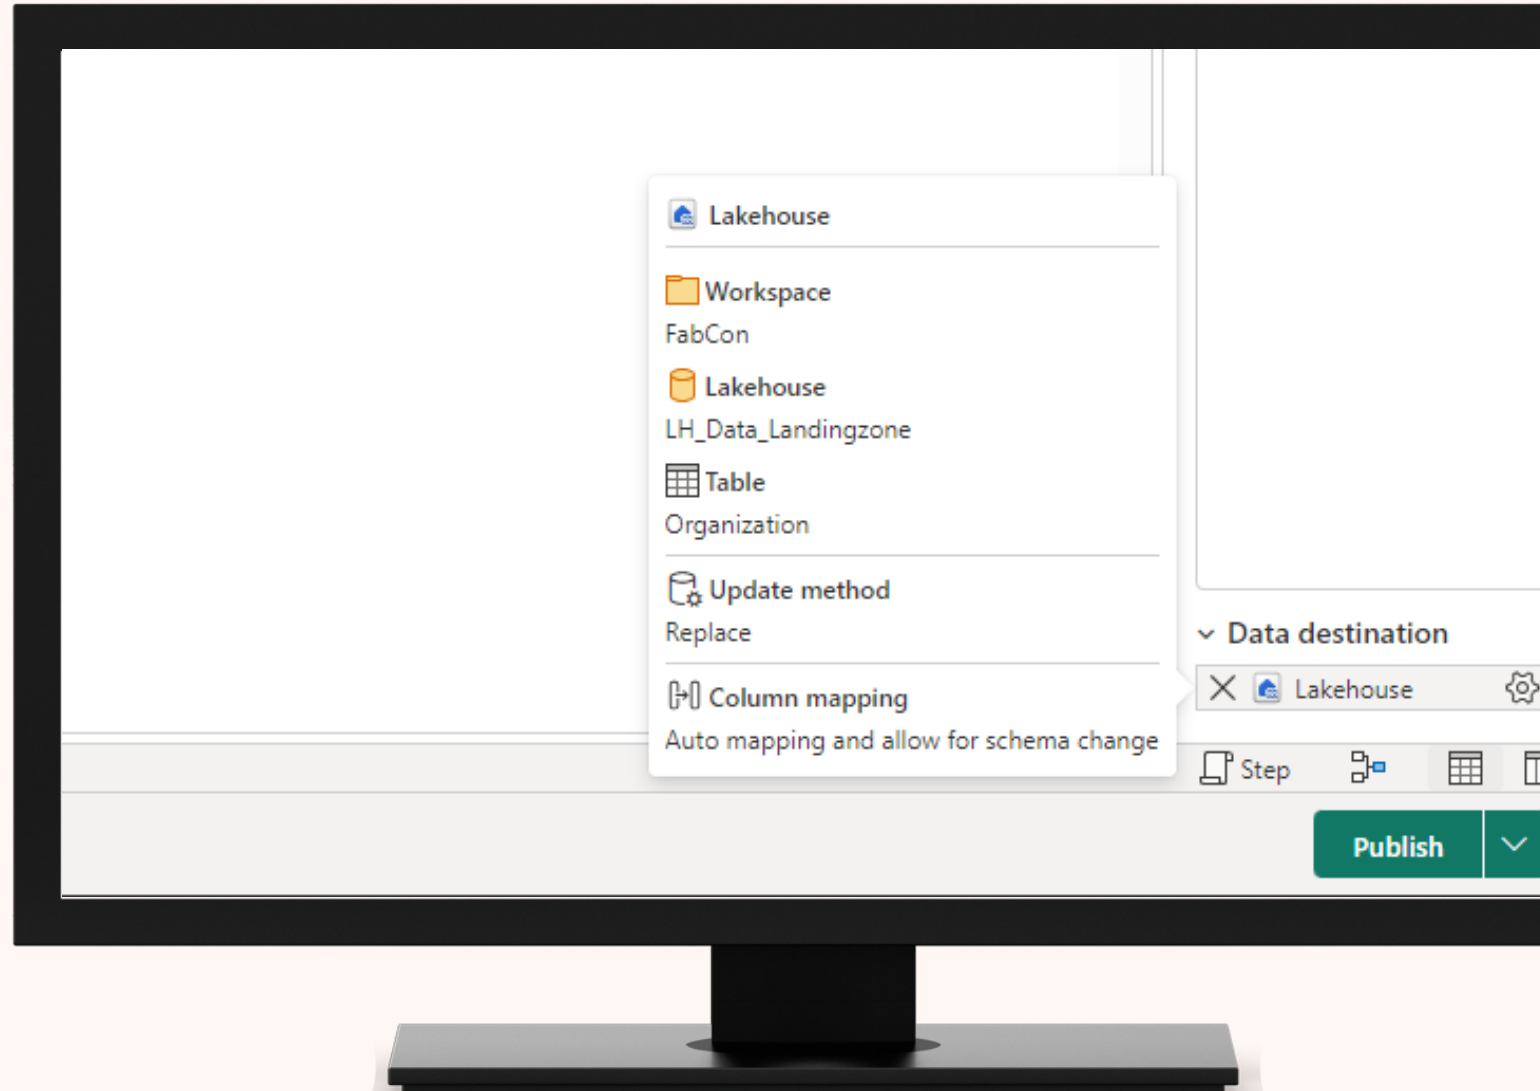 Lakehouse
Workspace
FabCon
Lakehouse
LH_Data_Landingzone
Table
Organization
Update method
Replace
Column mapping
Auto mapping and allow for schema change
Data destination
Lakehouse
Step
Publish